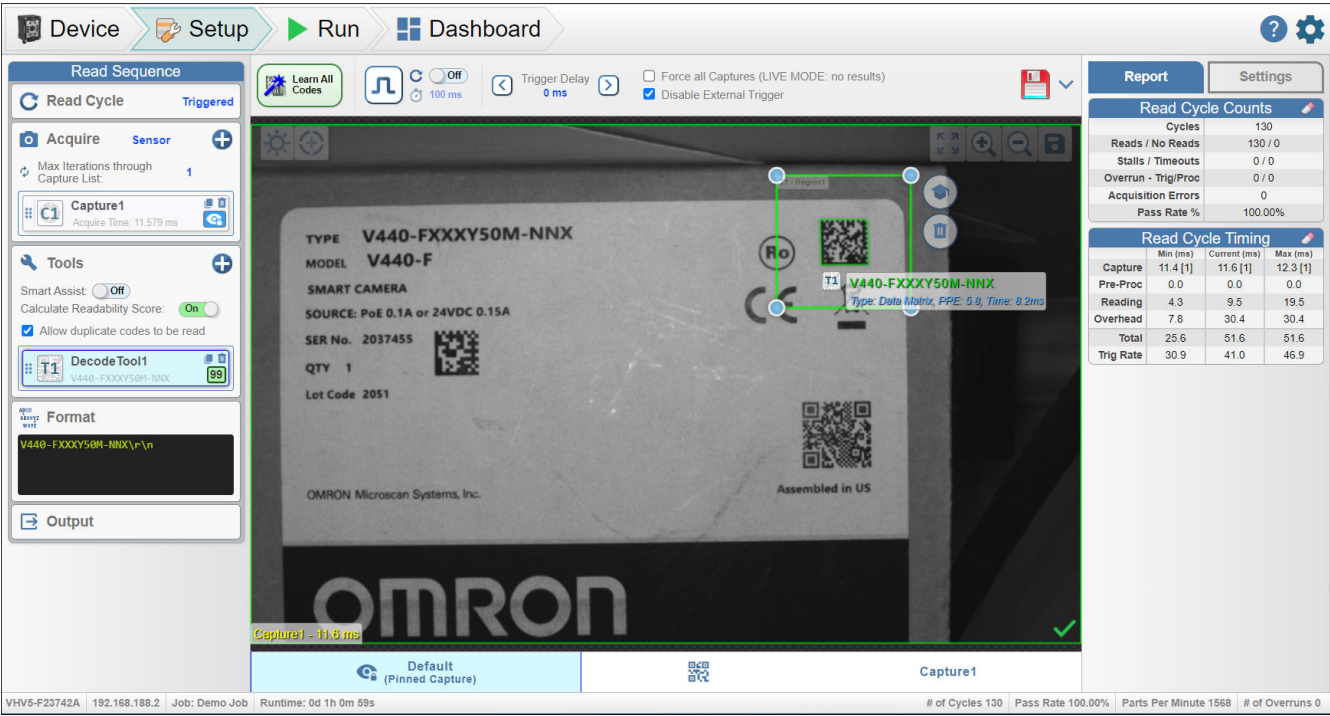 Device
Setup
Run
Dashboard
?
Read Sequence
Read Cycle Triggered
Acquire Sensor
Max Iterations through
Capture List: 1
C1 Capture1
Acquire Time: 11.579 ms
Tools
Smart Assist: Off
Calculate Readability Score: On
Allow duplicate codes to be read
T1 DecodeTool1
V440-FXXXY50M-NNX 99
Format
V440-FXXXY50M-NNX\r\n
Output
Learn All
Codes
Off
100 ms
Trigger Delay
0 ms
Force all Captures (LIVE MODE: no results)
Disable External Trigger
1 - Region1
TYPE V440-FXXXY50M-NNX
MODEL V440-F
SMART CAMERA
SOURCE: PoE 0.1A or 24VDC 0.15A
SER No. 2037455
QTY 1
Lot Code 2051
Ro
CE
T1 V440-FXXXY50M-NNX
Type: Data Matrix, PPE: 5.8, Time: 8.2ms
OMRON Microscan Systems, Inc.
Assembled in US
OMRON
Capture1 - 11.6 ms
Default
(Pinned Capture)
Capture1
Report
Settings
Read Cycle Counts
Cycles 130
Reads / No Reads 130 / 0
Stalls / Timeouts 0 / 0
Overrun - Trig/Proc 0 / 0
Acquisition Errors 0
Pass Rate % 100.00%
Read Cycle Timing
Min (ms) Current (ms) Max (ms)
Capture 11.4 [1] 11.6 [1] 12.3 [1]
Pre-Proc 0.0 0.0 0.0
Reading 4.3 9.5 19.5
Overhead 7.8 30.4 30.4
Total 25.6 51.6 51.6
Trig Rate 30.9 41.0 46.9
VHV5-F23742A 192.168.188.2 Job: Demo Job Runtime: 0d 1h 0m 59s # of Cycles 130 Pass Rate 100.00% Parts Per Minute 1568 # of Overruns 0